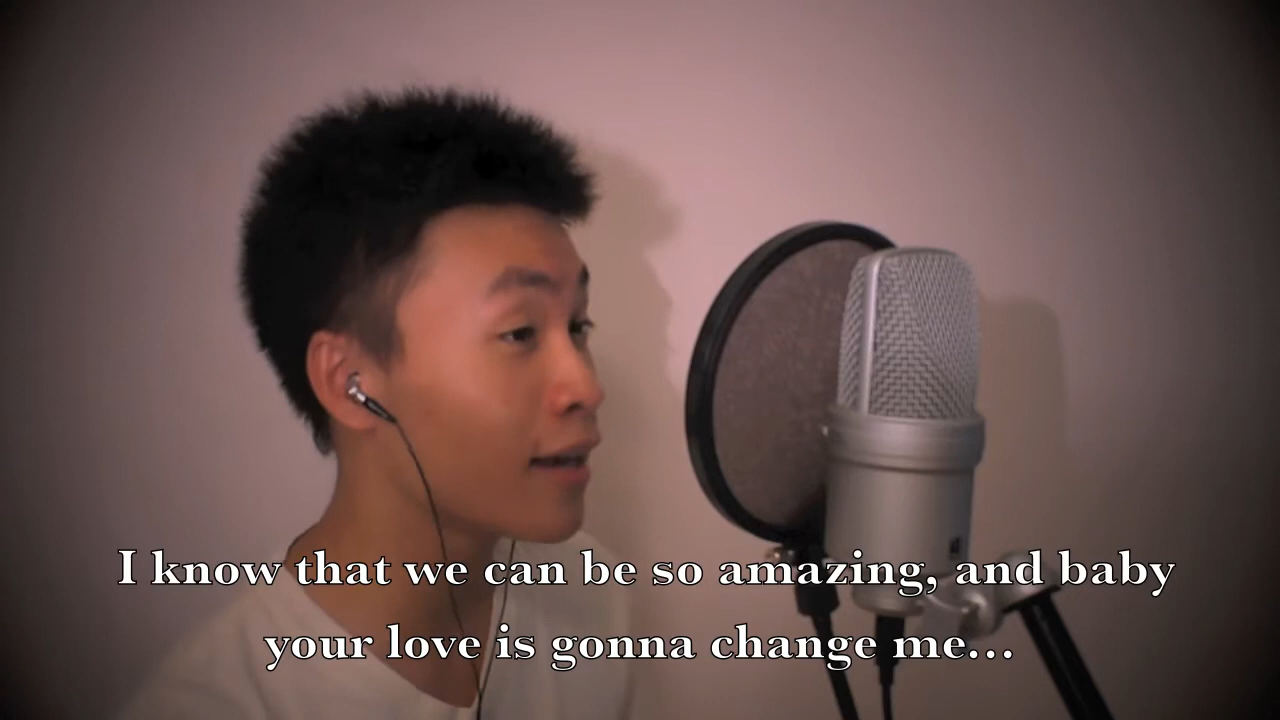 I know that we can be so amazing, and baby
your love is gonna change me...